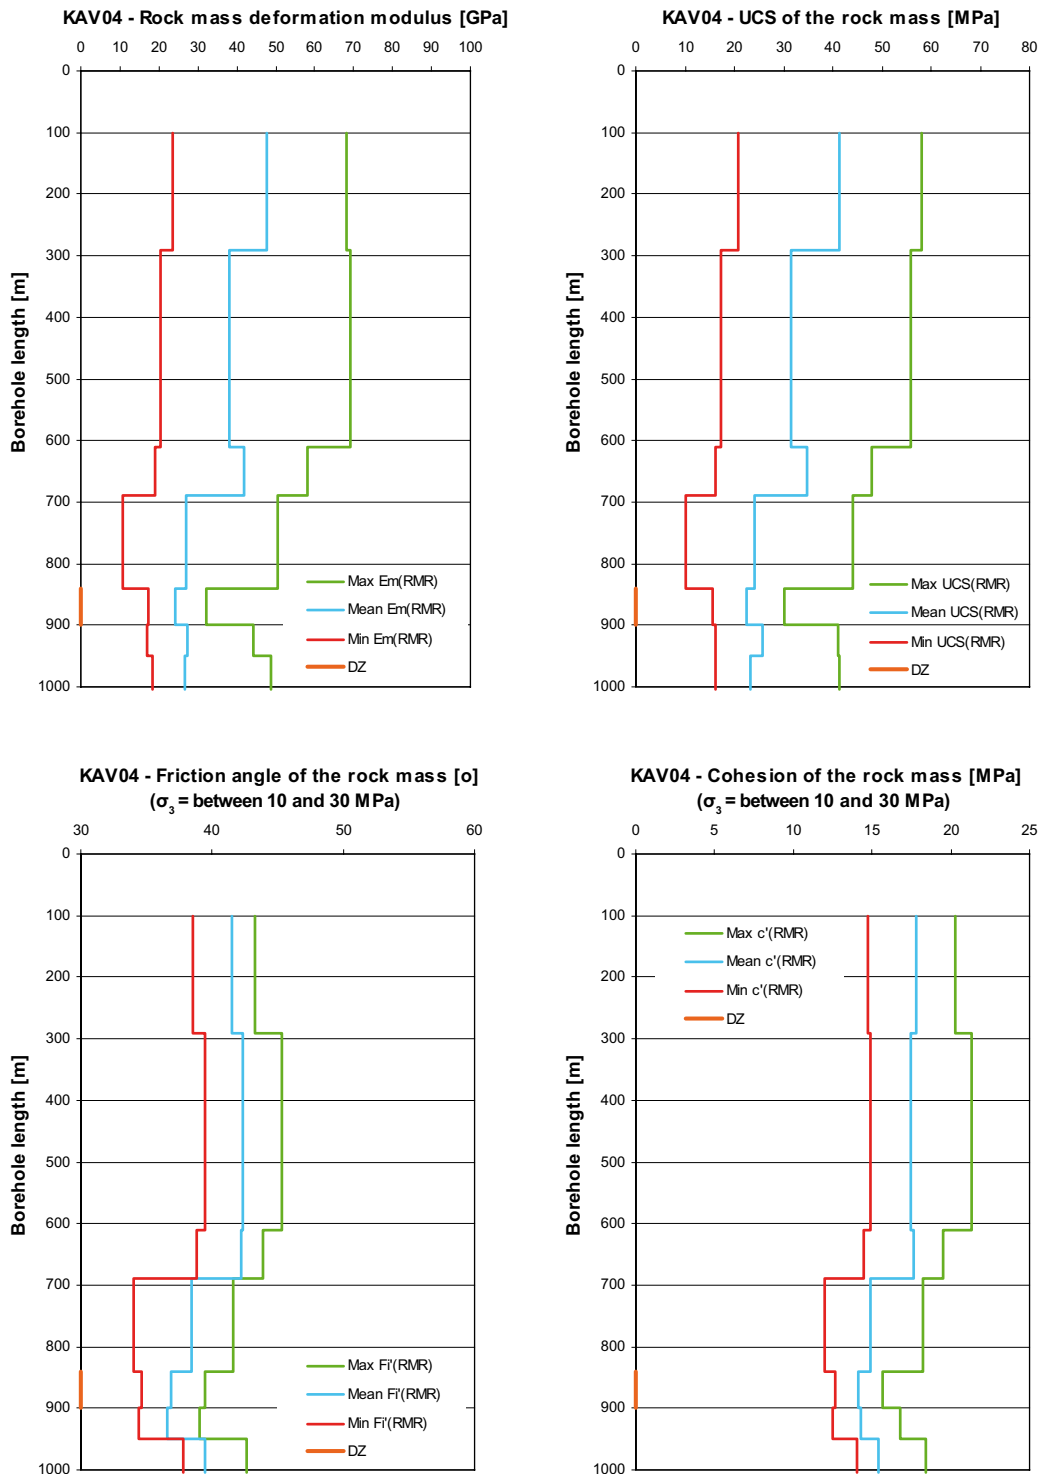 KAV04 - Rock mass deformation modulus [GPa]
0 10 20 30 40 50 60 70 80 90 100
0
100
200
300
400
500
600
700
800
900
1000
Borehole length [m]
Max Em(RMR)
Mean Em(RMR)
Min Em(RMR)
DZ
KAV04 - UCS of the rock mass [MPa]
0 10 20 30 40 50 60 70 80
0
100
200
300
400
500
600
700
800
900
1000
Borehole length [m]
Max UCS(RMR)
Mean UCS(RMR)
Min UCS(RMR)
DZ
KAV04 - Friction angle of the rock mass [o]
(σ₃ = between 10 and 30 MPa)
30 40 50 60
0
100
200
300
400
500
600
700
800
900
1000
Borehole length [m]
Max Fi'(RMR)
Mean Fi'(RMR)
Min Fi'(RMR)
DZ
KAV04 - Cohesion of the rock mass [MPa]
(σ₃ = between 10 and 30 MPa)
0 5 10 15 20 25
0
100
200
300
400
500
600
700
800
900
1000
Borehole length [m]
Max c'(RMR)
Mean c'(RMR)
Min c'(RMR)
DZ